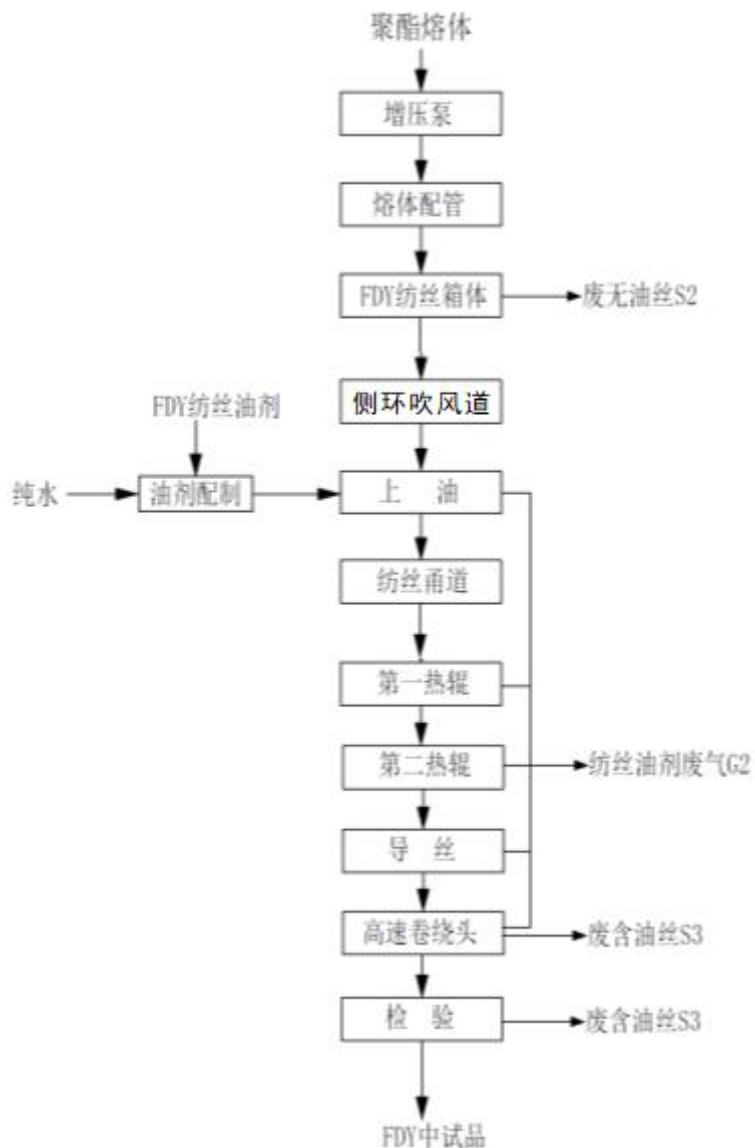 聚酯熔体
增压泵
熔体配管
FDY纺丝箱体
废无油丝S2
侧环吹风道
FDY纺丝油剂
纯水
油剂配制
上 油
纺丝甬道
第一热辊
第二热辊
纺丝油剂废气G2
导 丝
高速卷绕头
废含油丝S3
检 验
废含油丝S3
FDY中试品